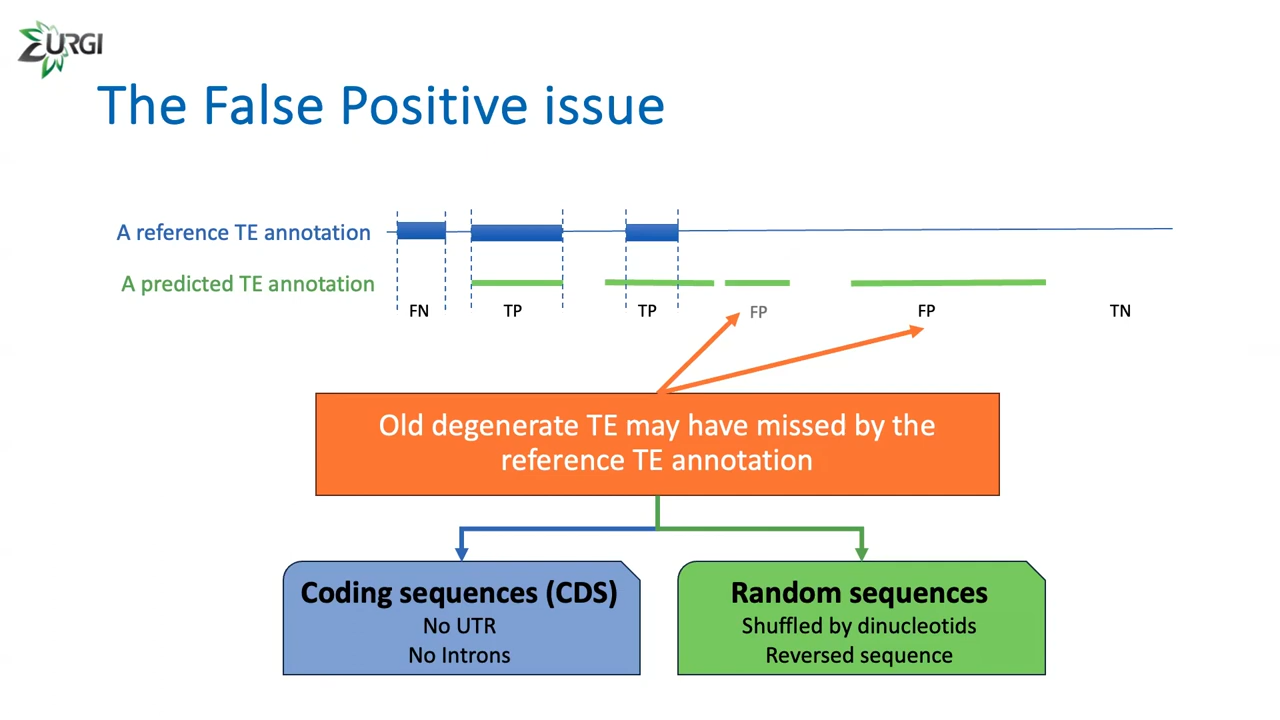 URGI
The False Positive issue
A reference TE annotation
A predicted TE annotation
FN TP TP FP FP TN
Old degenerate TE may have missed by the
reference TE annotation
Coding sequences (CDS)
No UTR
No Introns
Random sequences
Shuffled by dinucleotids
Reversed sequence